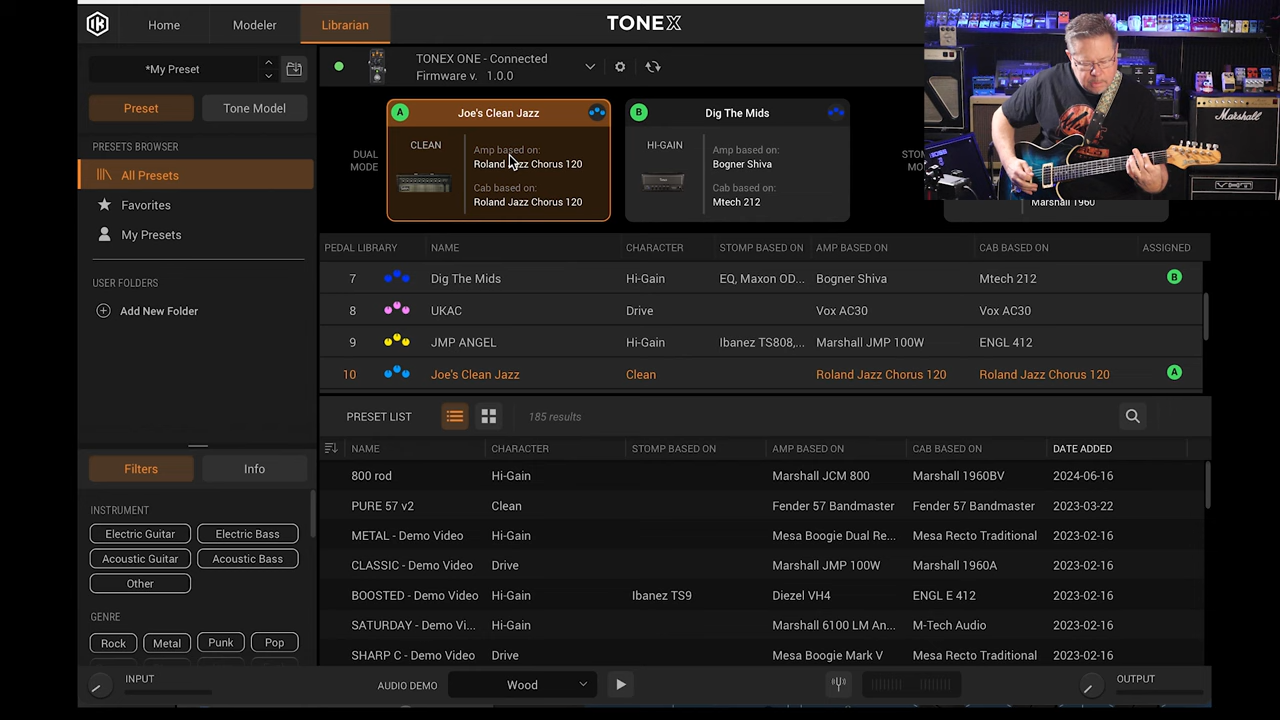 Home
Modeler
Librarian
TONEX
*My Preset
TONEX ONE - Connected
Firmware v. 1.0.0
Preset
Tone Model
PRESETS BROWSER
All Presets
Favorites
My Presets
USER FOLDERS
Add New Folder
DUAL
MODE
A
Joe's Clean Jazz
CLEAN
Amp based on:
Roland Jazz Chorus 120
Cab based on:
Roland Jazz Chorus 120
B
Dig The Mids
HI-GAIN
Amp based on:
Bogner Shiva
Cab based on:
Mtech 212
Marshall 1960
Marshall
PEDAL LIBRARY NAME CHARACTER STOMP BASED ON AMP BASED ON CAB BASED ON ASSIGNED
7 Dig The Mids Hi-Gain EQ, Maxon OD... Bogner Shiva Mtech 212 B
8 UKAC Drive Vox AC30 Vox AC30
9 JMP ANGEL Hi-Gain Ibanez TS808,... Marshall JMP 100W ENGL 412
10 Joe's Clean Jazz Clean Roland Jazz Chorus 120 Roland Jazz Chorus 120 A
PRESET LIST 185 results
NAME CHARACTER STOMP BASED ON AMP BASED ON CAB BASED ON DATE ADDED
800 rod Hi-Gain Marshall JCM 800 Marshall 1960BV 2024-06-16
PURE 57 v2 Clean Fender 57 Bandmaster Fender 57 Bandmaster 2023-03-22
METAL - Demo Video Hi-Gain Mesa Boogie Dual Re... Mesa Recto Traditional 2023-02-16
CLASSIC - Demo Video Drive Marshall JMP 100W Marshall 1960A 2023-02-16
BOOSTED - Demo Video Hi-Gain Ibanez TS9 Diezel VH4 ENGL E 412 2023-02-16
SATURDAY - Demo Vi... Hi-Gain Marshall 6100 LM An... M-Tech Audio 2023-02-16
SHARP C - Demo Video Drive Mesa Boogie Mark V Mesa Recto Traditional 2023-02-16
Filters
Info
INSTRUMENT
Electric Guitar
Electric Bass
Acoustic Guitar
Acoustic Bass
Other
GENRE
Rock
Metal
Punk
Pop
INPUT
AUDIO DEMO
Wood
OUTPUT